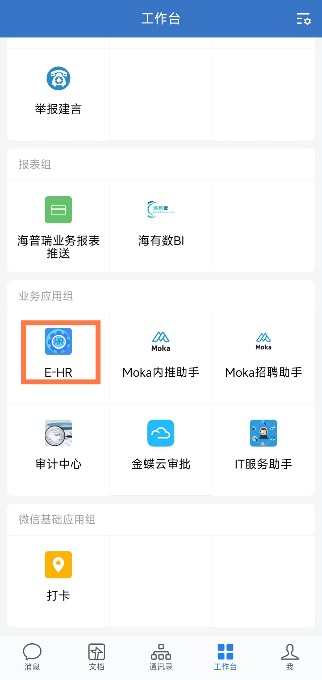 工作台
举报建言
报表组
海普瑞业务报表
推送
海有数BI
业务应用组
E-HR
Moka
Moka内推助手
Moka
Moka招聘助手
审计中心
金蝶云审批
IT服务助手
微信基础应用组
打卡
消息
文档
通讯录
工作台
我